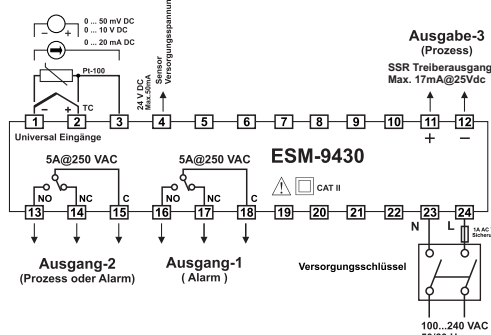 0 ... 50 mV DC
0 ... 10 V DC
0 ... 20 mA DC
Pt-100
TC
24 V DC
Max.50mA
Sensor
Versorgungsspannun
Ausgabe-3
(Prozess)
SSR Treiberausgang
Max. 17mA@25Vdc
1 2 3 4 5 6 7 8 9 10 11 12
Universal Eingänge
5A@250 VAC
5A@250 VAC
ESM-9430
CAT II
NO NC C NO NC C
13 14 15 16 17 18 19 20 21 22 23 24
N L
1A AC
Sicheru
Ausgang-2
(Prozess oder Alarm)
Ausgang-1
( Alarm )
Versorgungsschlüssel
100...240 VAC